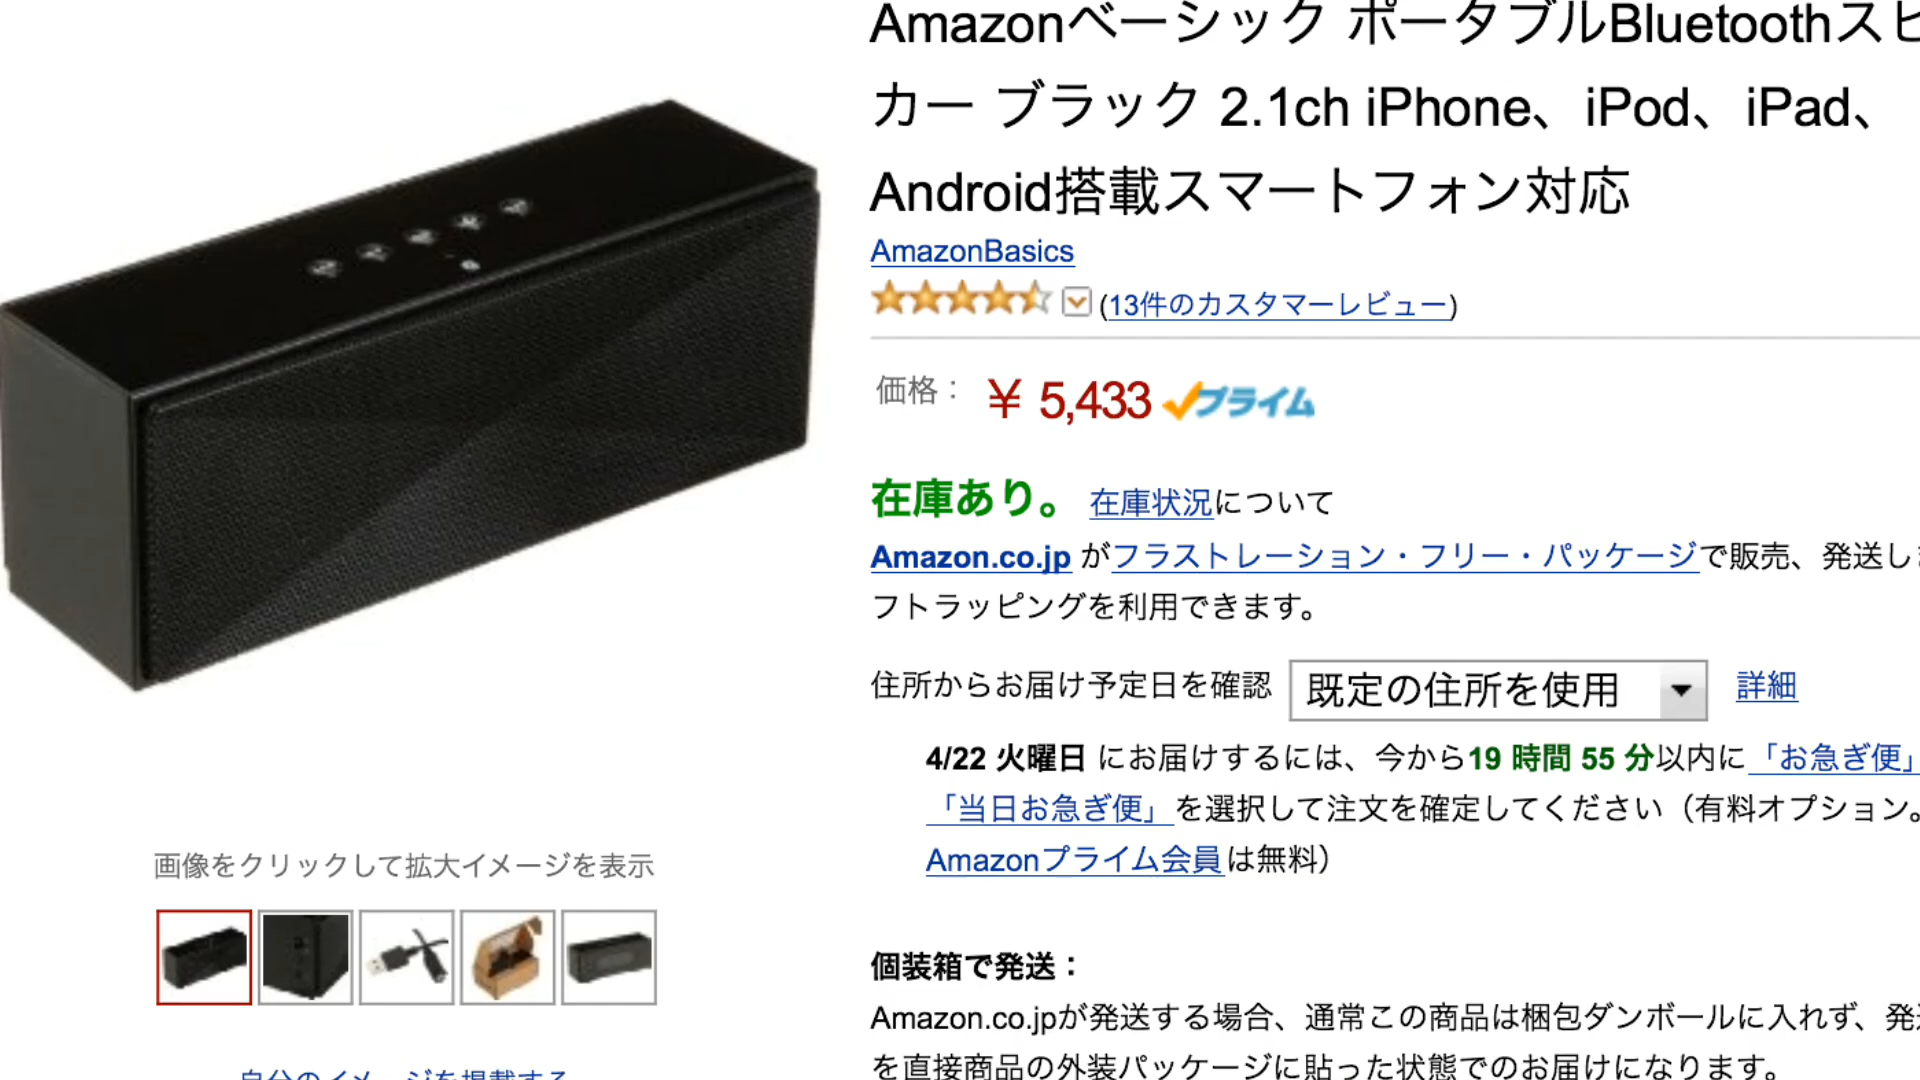 Amazonベーシック ポータブルBluetoothスピ
カー ブラック 2.1ch iPhone、iPod、iPad、
Android搭載スマートフォン対応
AmazonBasics
(13件のカスタマーレビュー)
価格： ￥ 5,433 プライム
在庫あり。 在庫状況について
Amazon.co.jp がフラストレーション・フリー・パッケージで販売、発送し
フトラッピングを利用できます。
住所からお届け予定日を確認 既定の住所を使用 詳細
4/22 火曜日 にお届けするには、今から19 時間 55 分以内に「お急ぎ便」
「当日お急ぎ便」を選択して注文を確定してください（有料オプション。
Amazonプライム会員は無料）
画像をクリックして拡大イメージを表示
個装箱で発送：
Amazon.co.jpが発送する場合、通常この商品は梱包ダンボールに入れず、発
を直接商品の外装パッケージに貼った状態でのお届けになります。
自分のイメージを掲載する